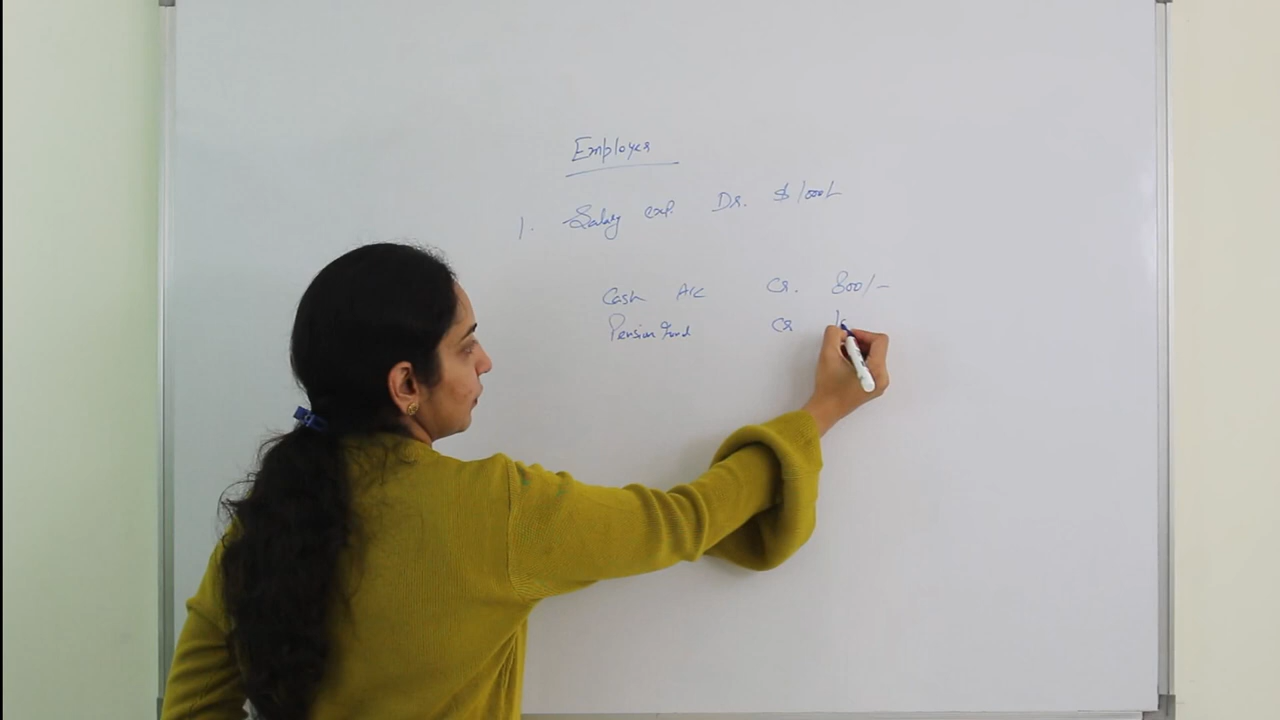 Employer
1. Salary exp. Dr. $1000/-
Cash A/C Cr. 800/-
Pension fund Cr